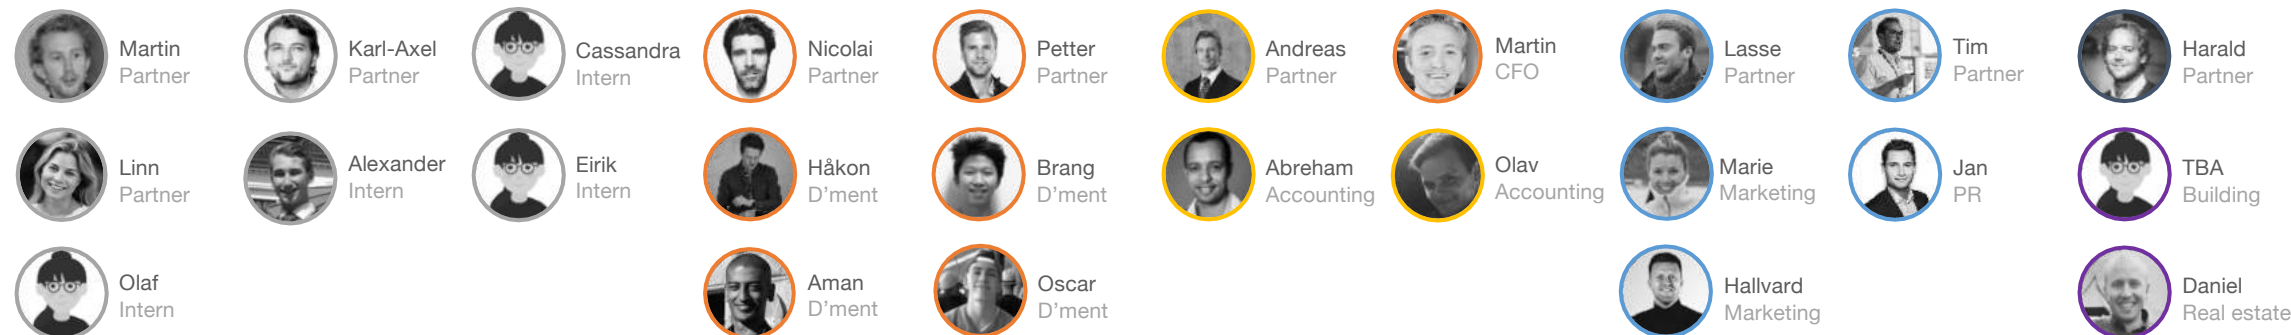 Martin
Partner
Karl-Axel
Partner
Cassandra
Intern
Nicolai
Partner
Petter
Partner
Andreas
Partner
Martin
CFO
Lasse
Partner
Tim
Partner
Harald
Partner
Linn
Partner
Alexander
Intern
Eirik
Intern
Håkon
D’ment
Brang
D’ment
Abreham
Accounting
Olav
Accounting
Marie
Marketing
Jan
PR
TBA
Building
Olaf
Intern
Aman
D’ment
Oscar
D’ment
Hallvard
Marketing
Daniel
Real estate